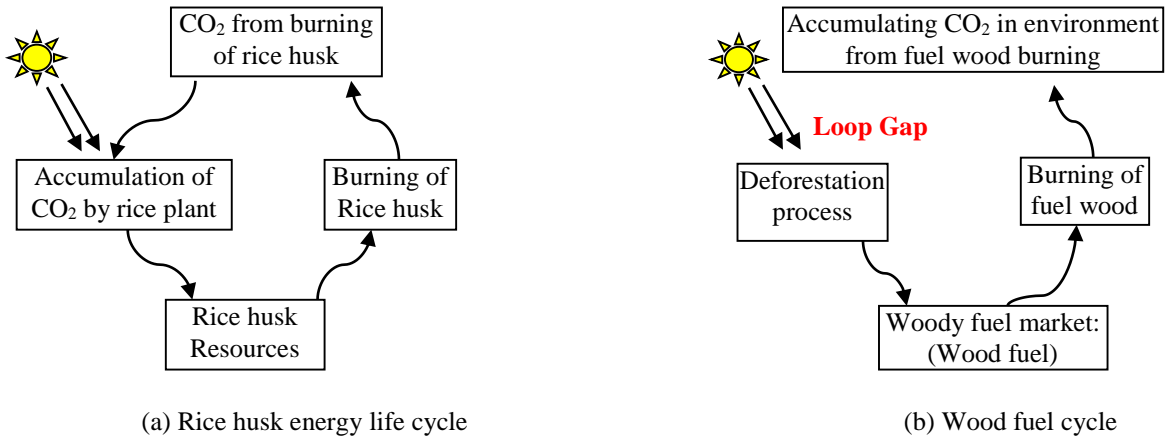 CO₂ from burning
of rice husk
Accumulation of
CO₂ by rice plant
Burning of
Rice husk
Rice husk
Resources
(a) Rice husk energy life cycle
Accumulating CO₂ in environment
from fuel wood burning
Loop Gap
Deforestation
process
Burning of
fuel wood
Woody fuel market:
(Wood fuel)
(b) Wood fuel cycle